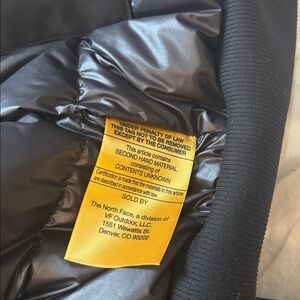 UNDER PENALTY OF LAW
THIS TAG NOT TO BE REMOVED
EXCEPT BY THE CONSUMER
This article contains
SECOND HAND MATERIAL
consisting of
CONTENTS UNKNOWN
Certification is made that the materials in this article
are described in accordance with law.
SOLD BY
The North Face, a division of
VF Outdoor, LLC.
1551 Wewatta St.
Denver, CO 80202